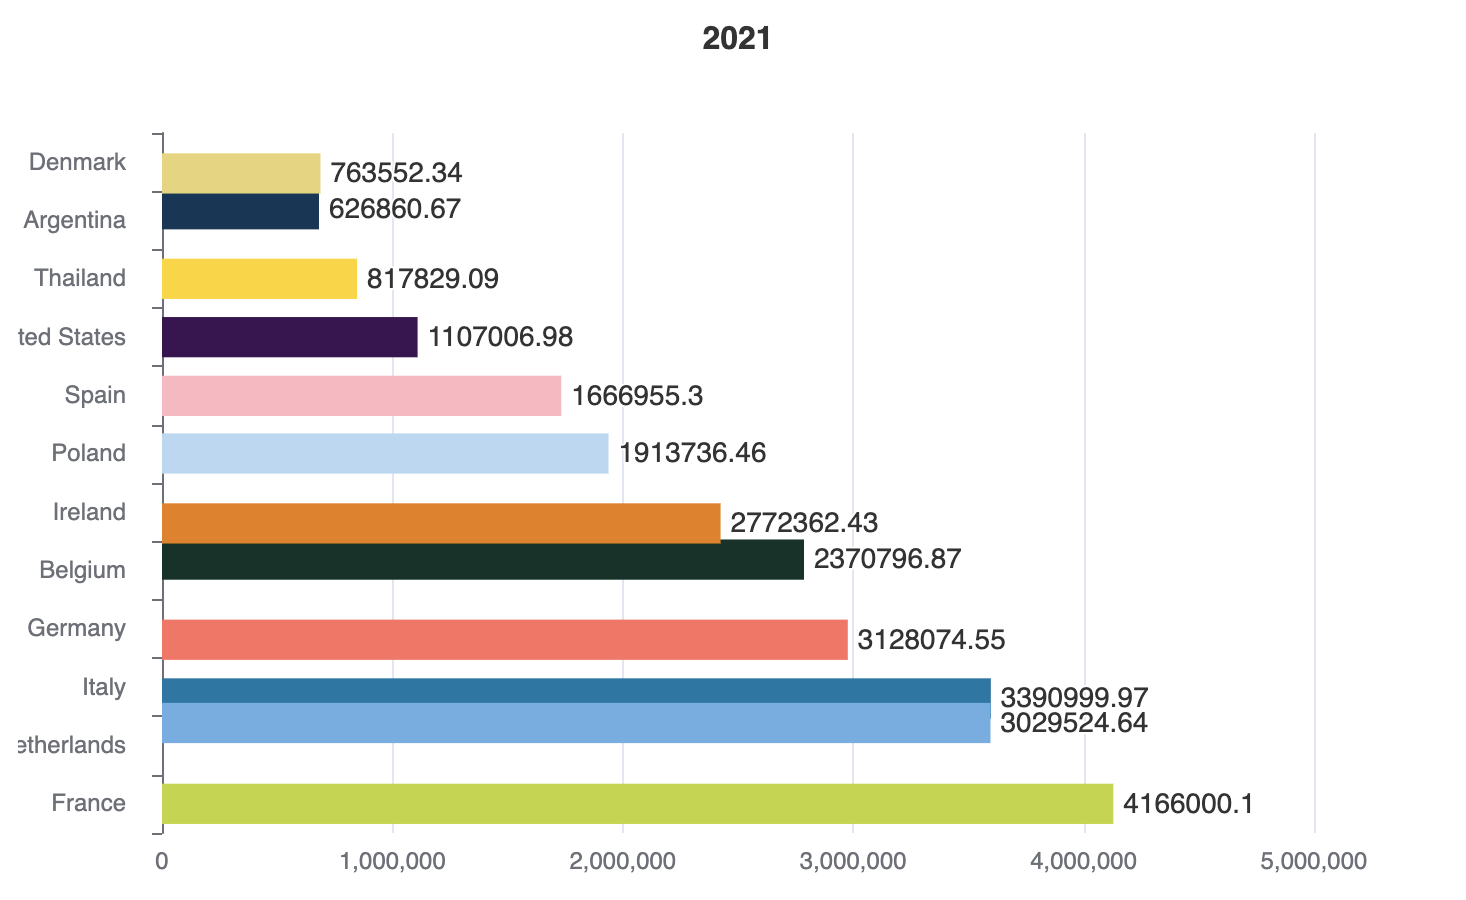 2021
Denmark 763552.34
Argentina 626860.67
Thailand 817829.09
ted States 1107006.98
Spain 1666955.3
Poland 1913736.46
Ireland 2772362.43
Belgium 2370796.87
Germany 3128074.55
Italy 3390999.97
etherlands 3029524.64
France 4166000.1
0 1,000,000 2,000,000 3,000,000 4,000,000 5,000,000